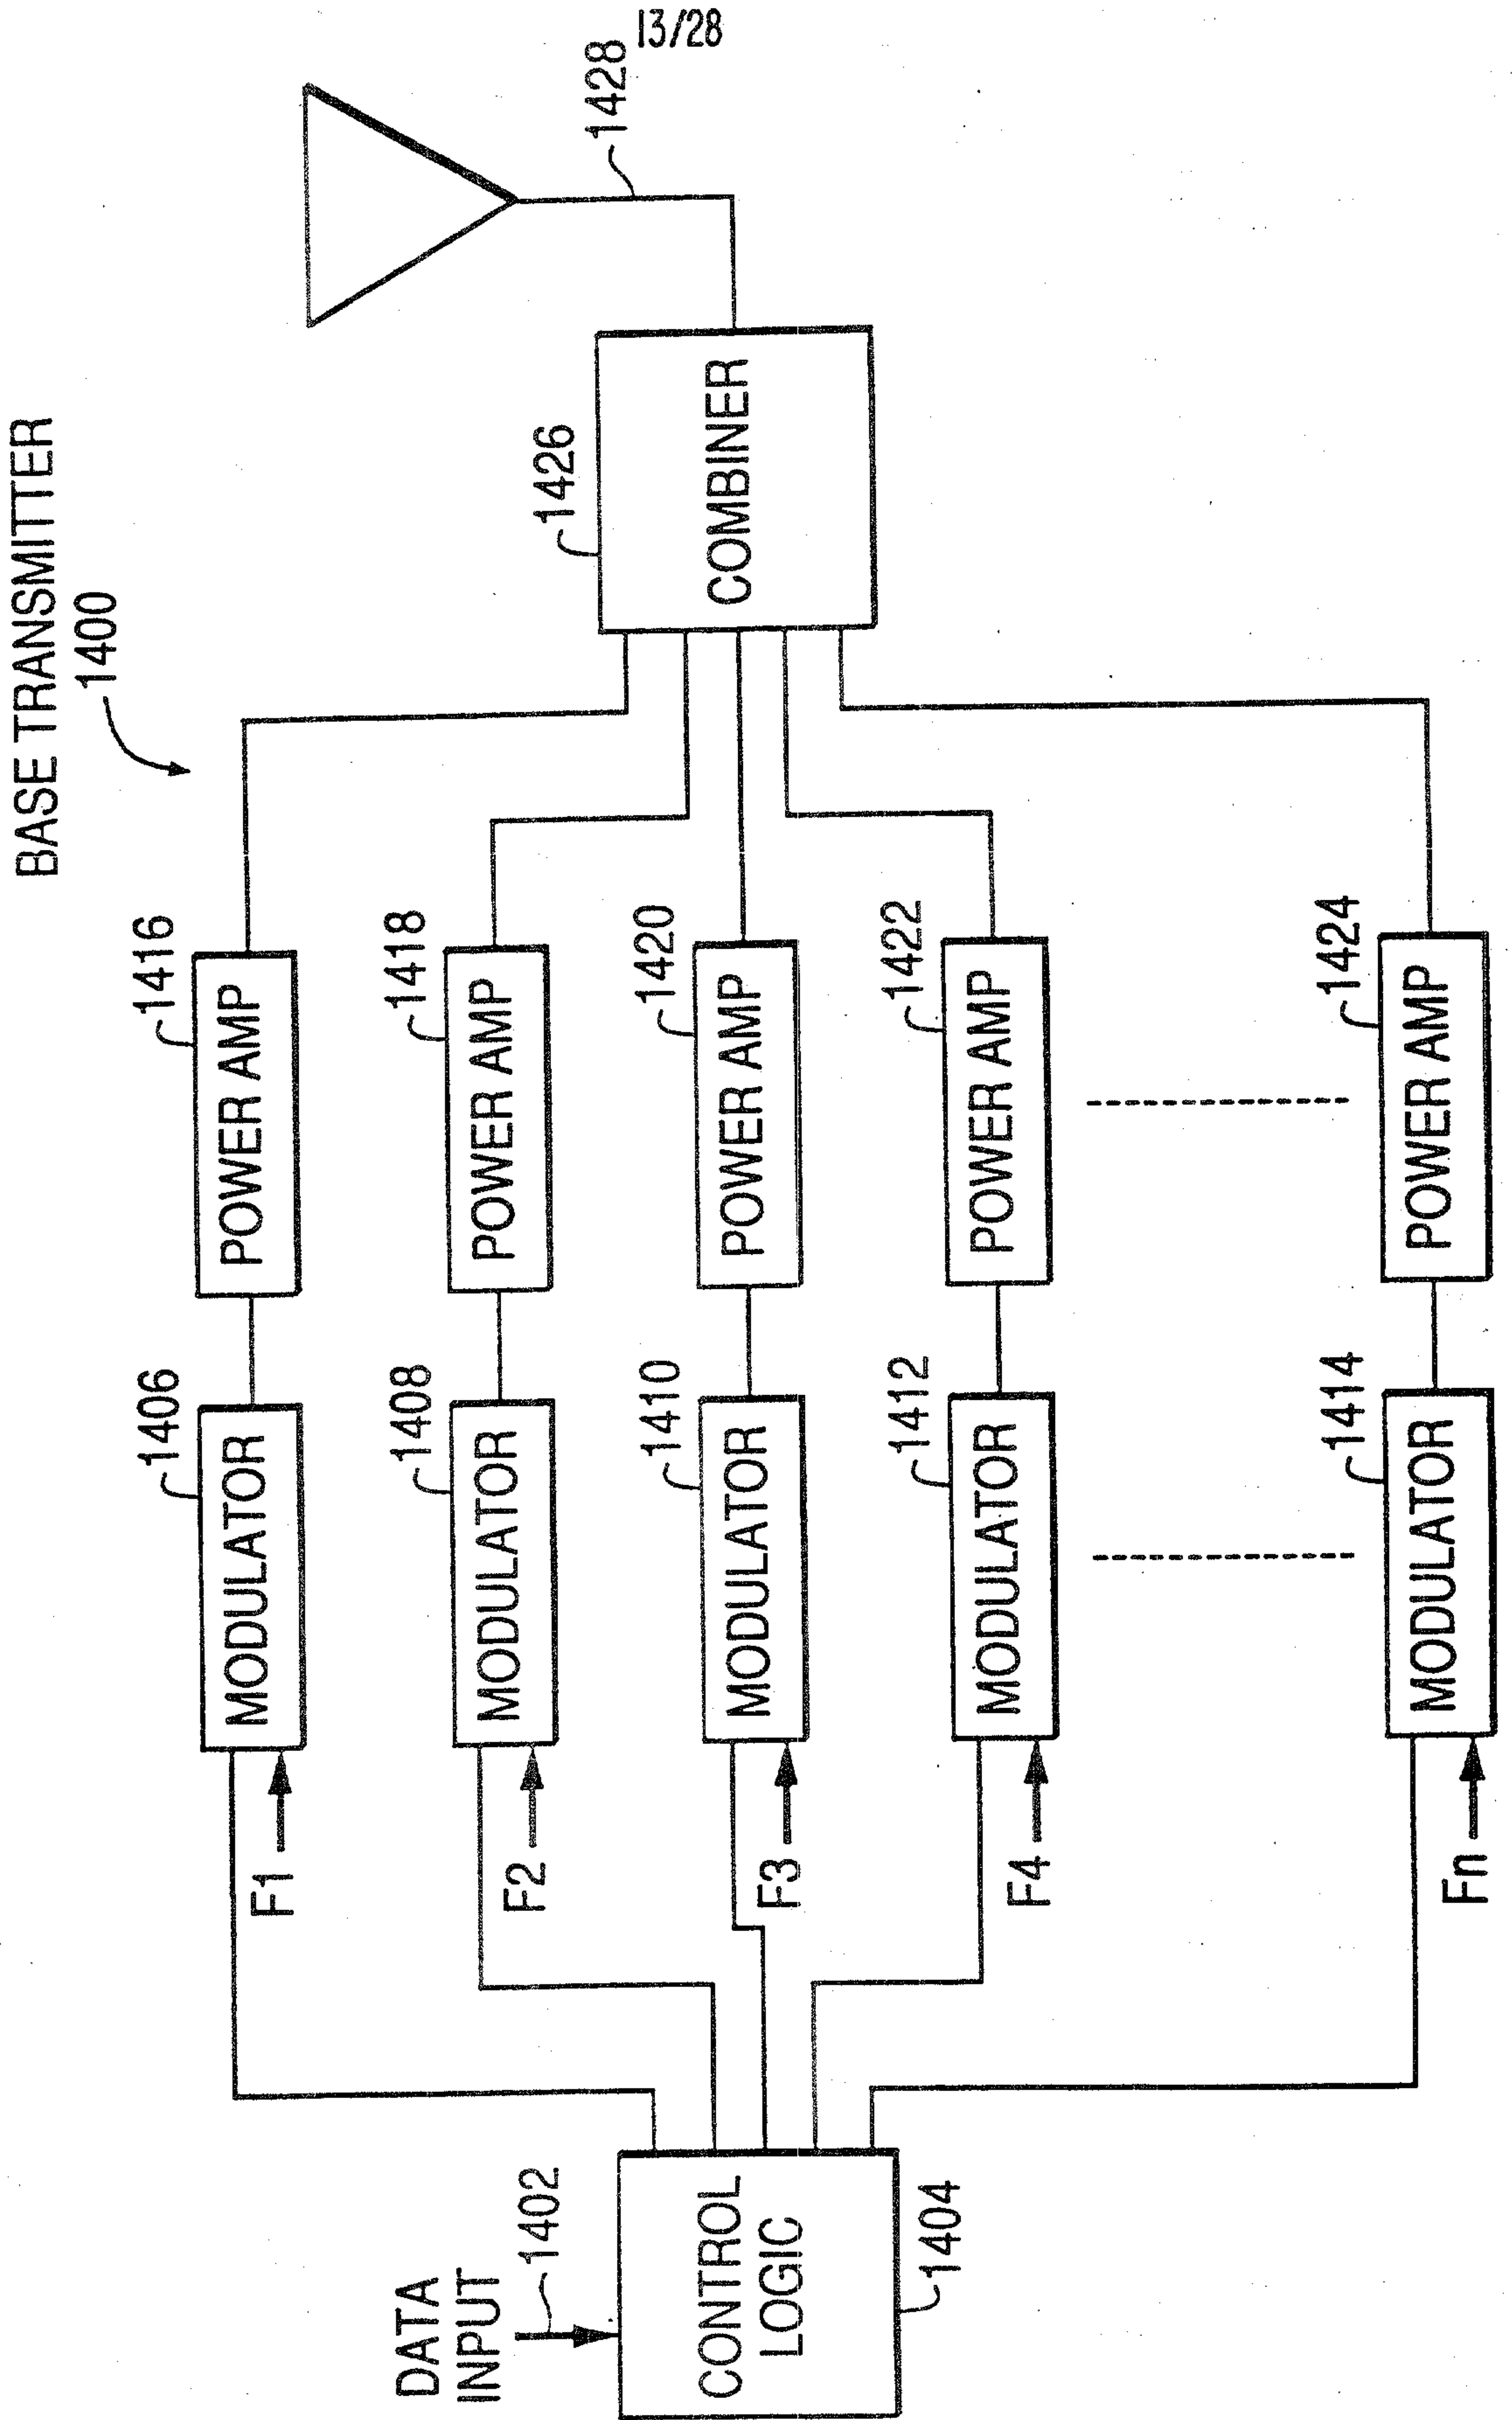 13/28
BASE TRANSMITTER
1400
DATA
INPUT
1402
CONTROL
LOGIC
1404
F1
MODULATOR
1406
POWER AMP
1416
F2
MODULATOR
1408
POWER AMP
1418
F3
MODULATOR
1410
POWER AMP
1420
F4
MODULATOR
1412
POWER AMP
1422
Fn
MODULATOR
1414
POWER AMP
1424
COMBINER
1426
1428